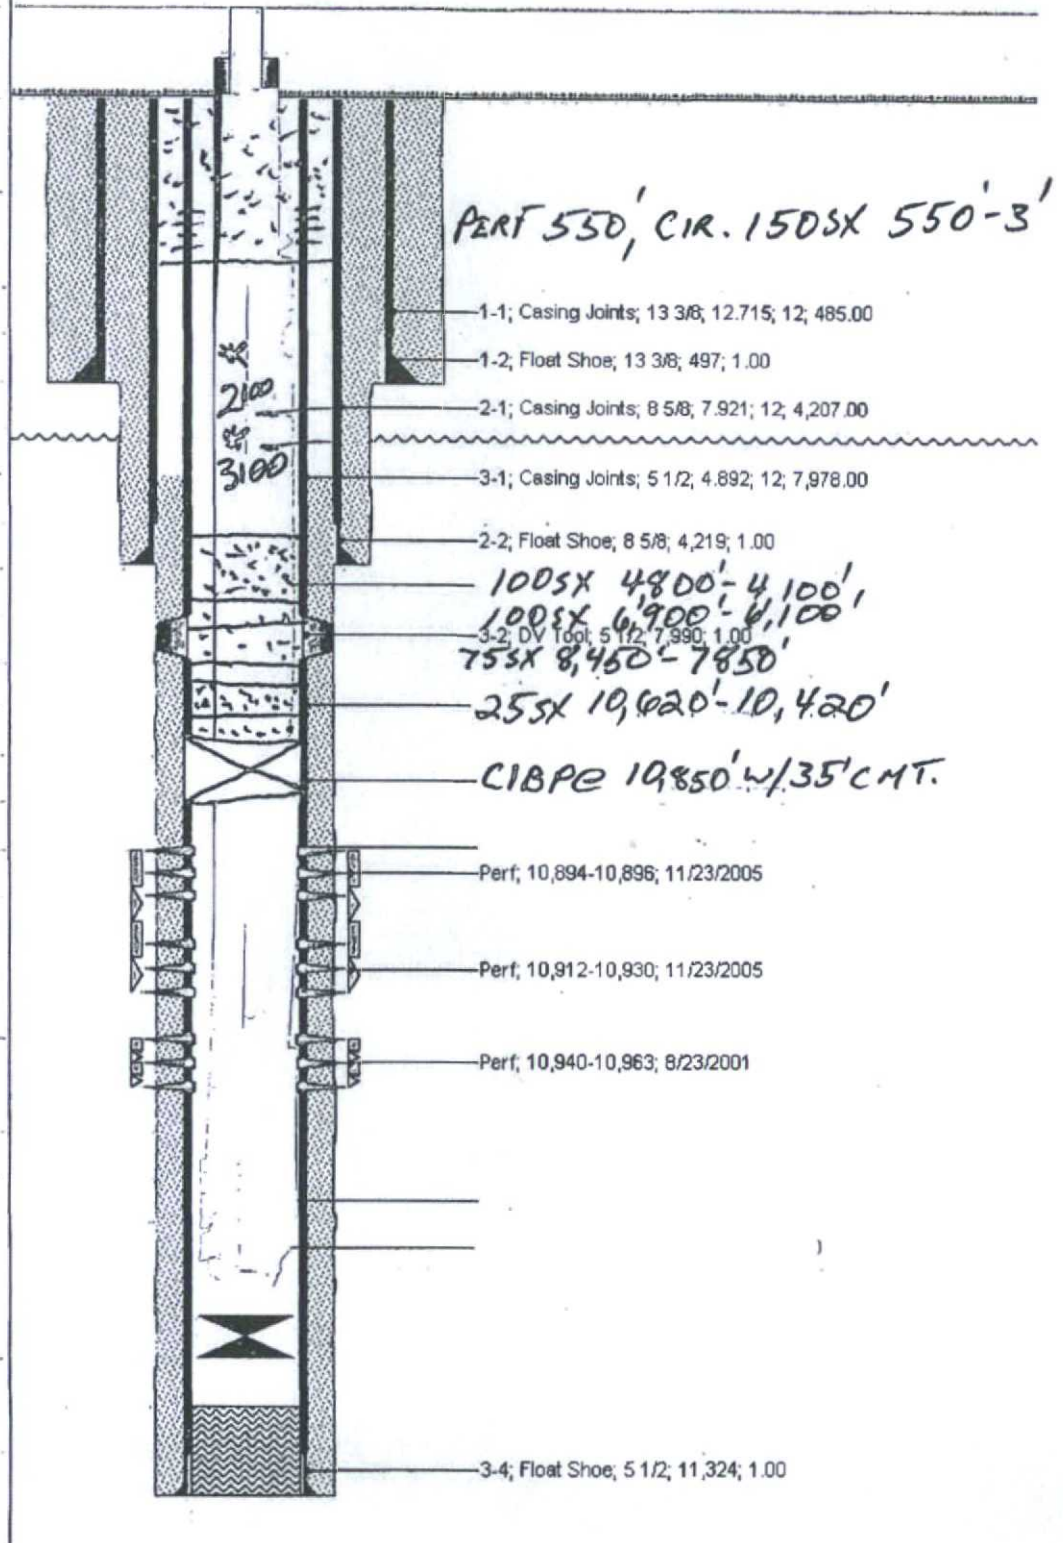 PERF 550', CIR. 150SX 550'-3'
1-1; Casing Joints; 13 3/8; 12.715; 12; 485.00
1-2; Float Shoe; 13 3/8; 497; 1.00
2100
2-1; Casing Joints; 8 5/8; 7.921; 12; 4,207.00
3100
3-1; Casing Joints; 5 1/2; 4.892; 12; 7,978.00
2-2; Float Shoe; 8 5/8; 4,219; 1.00
100SX 4,800'-4,100'
100SX 6,900'-6,100'
3-2; DV Tool; 5 1/2; 7,990; 1.00
75SX 8,450'-7850'
25SX 10,620'-10,420'
CIBP@ 10,850' W/35' CMT.
Perf; 10,894-10,896; 11/23/2005
Perf; 10,912-10,930; 11/23/2005
Perf; 10,940-10,963; 8/23/2001
)
3-4; Float Shoe; 5 1/2; 11,324; 1.00